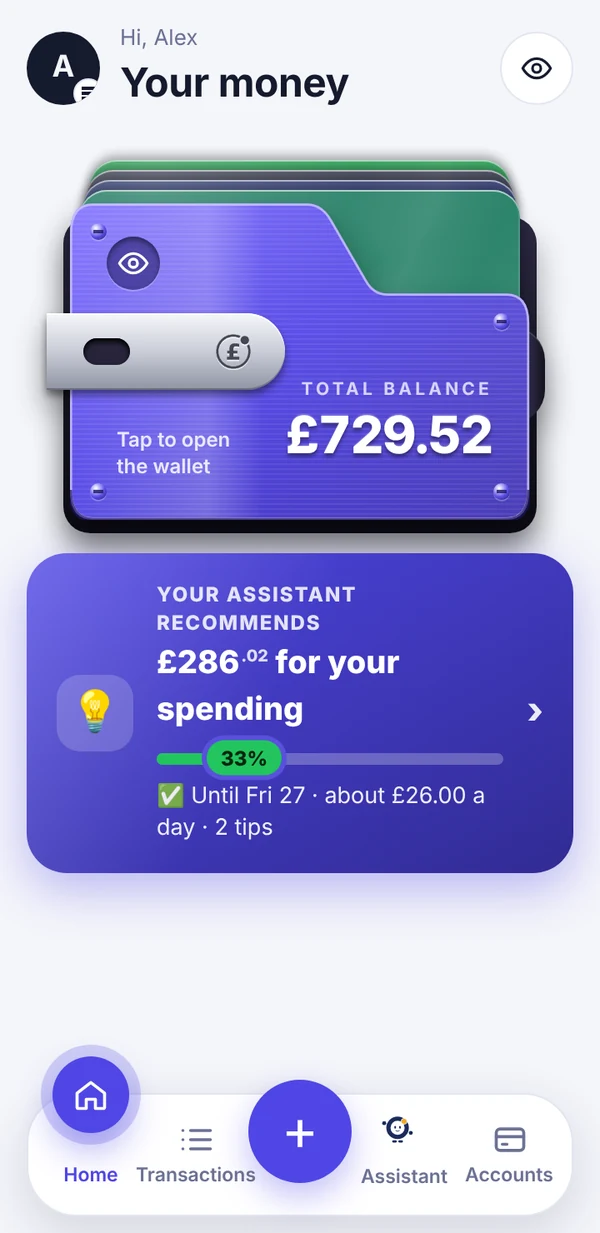 A
Hi, Alex
Your money
£
TOTAL BALANCE
£729.52
Tap to open
the wallet
YOUR ASSISTANT
RECOMMENDS
£286.02 for your
spending
33%
✅ Until Fri 27 · about £26.00 a
day · 2 tips
Home
Transactions
Assistant
Accounts